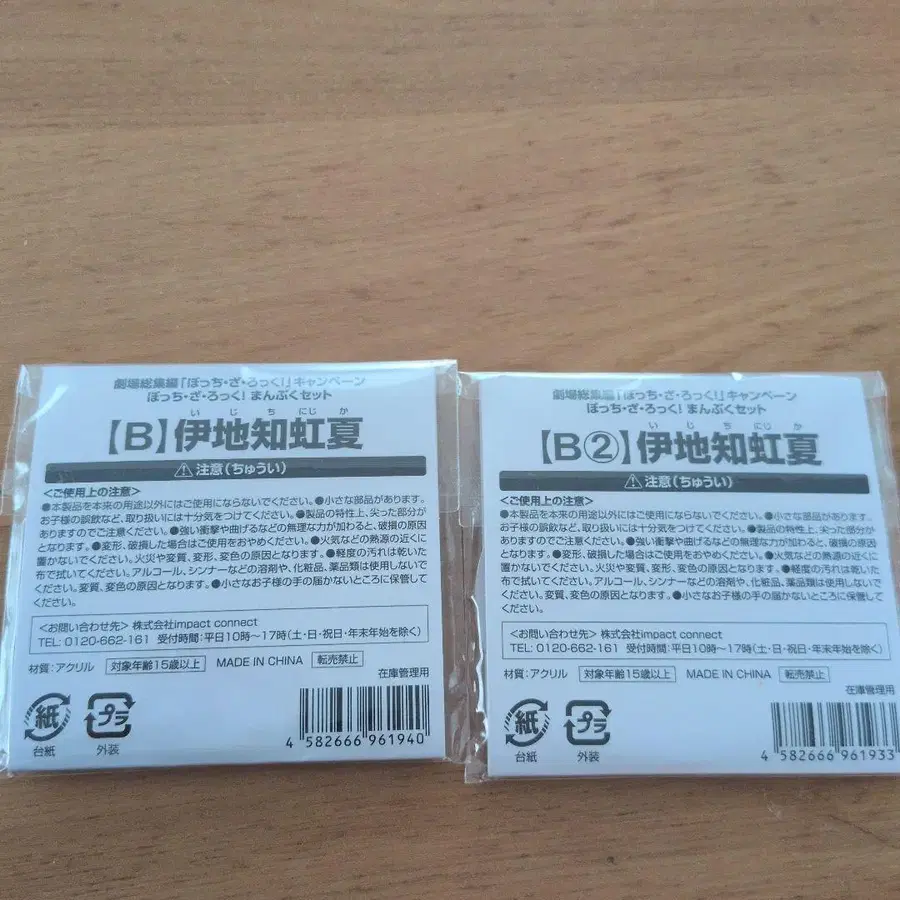 劇場総集編「ぼっち・ざ・ろっく!」キャンペーン
ぼっち・ざ・ろっく! まんぷくセット
いじちにじか
【B】伊地知虹夏
注意(ちゅうい)
<ご使用上の注意>
●本製品を本来の用途以外にはご使用にならないでください。●小さな部品があります。
お子様の誤飲など、取り扱いには十分気をつけてください。●製品の特性上、尖った部分が
ありますのでご注意ください。●強い衝撃や曲げるなどの無理な力が加わると、破損の原因
となります。●変形、破損した場合はご使用をおやめください。●火気などの熱源の近くに
置かないでください。火災や変質、変形、変色の原因となります。●軽度の汚れは乾いた
布で拭いてください。アルコール、シンナーなどの溶剤や、化粧品、薬品類は使用しないで
ください。変質、変色の原因となります。●小さなお子様の手の届かないところに保管して
ください。
<お問い合わせ先> 株式会社impact connect
TEL: 0120-662-161 受付時間:平日10時～17時(土・日・祝日・年末年始を除く)
材質:アクリル 対象年齢15歳以上 MADE IN CHINA 転売禁止
在庫管理用
紙 プラ
台紙 外装
4 582666 961940
劇場総集編「ぼっち・ざ・ろっく!」キャンペーン
ぼっち・ざ・ろっく! まんぷくセット
いじちにじか
【B②】伊地知虹夏
注意(ちゅうい)
<ご使用上の注意>
●本製品を本来の用途以外にはご使用にならないでください。●小さな部品があります。
お子様の誤飲など、取り扱いには十分気をつけてください。●製品の特性上、尖った部分が
ありますのでご注意ください。●強い衝撃や曲げるなどの無理な力が加わると、破損の原因
となります。●変形、破損した場合はご使用をおやめください。●火気などの熱源の近くに
置かないでください。火災や変質、変形、変色の原因となります。●軽度の汚れは乾いた
布で拭いてください。アルコール、シンナーなどの溶剤や、化粧品、薬品類は使用しないで
ください。変質、変色の原因となります。●小さなお子様の手の届かないところに保管して
ください。
<お問い合わせ先> 株式会社impact connect
TEL: 0120-662-161 受付時間:平日10時～17時(土・日・祝日・年末年始を除く)
材質:アクリル 対象年齢15歳以上 MADE IN CHINA 転売禁止
在庫管理用
紙 プラ
台紙 外装
4 582666 961933